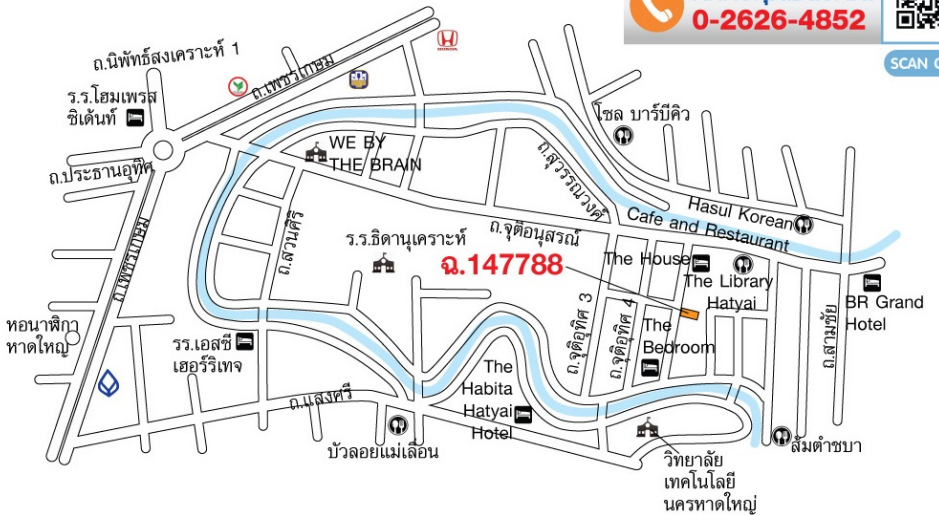 0-2626-4852
SCAN
HONDA
ถ.นิพัทธ์สงเคราะห์ 1
ถ.เพชรเกษม
ร.ร.โฮมเพรส
ซิเด้นท์
โซล บาร์บีคิว
WE BY
THE BRAIN
ถ.ประธานอุทิศ
ถ.สุวรรณวงศ์
Hasul Korean
Cafe and Restaurant
ถ.สวนศิริ
ร.ร.ธิดานุเคราะห์
ถ.จุติอนุสรณ์
ฉ.147788
The House
The Library
Hatyai
ถ.เพชรเกษม
BR Grand
Hotel
ถ.สามชัย
หอนาฬิกา
หาดใหญ่
รร.เอสซี
เฮอร์ริเทจ
ถ.จุติอุทิศ 3
ถ.จุติอุทิศ 4
The
Bedroom
The
Habita
Hatyai
Hotel
ถ.แสงศรี
บัวลอยแม่เลื่อน
ส้มตำชบา
วิทยาลัย
เทคโนโลยี
นครหาดใหญ่